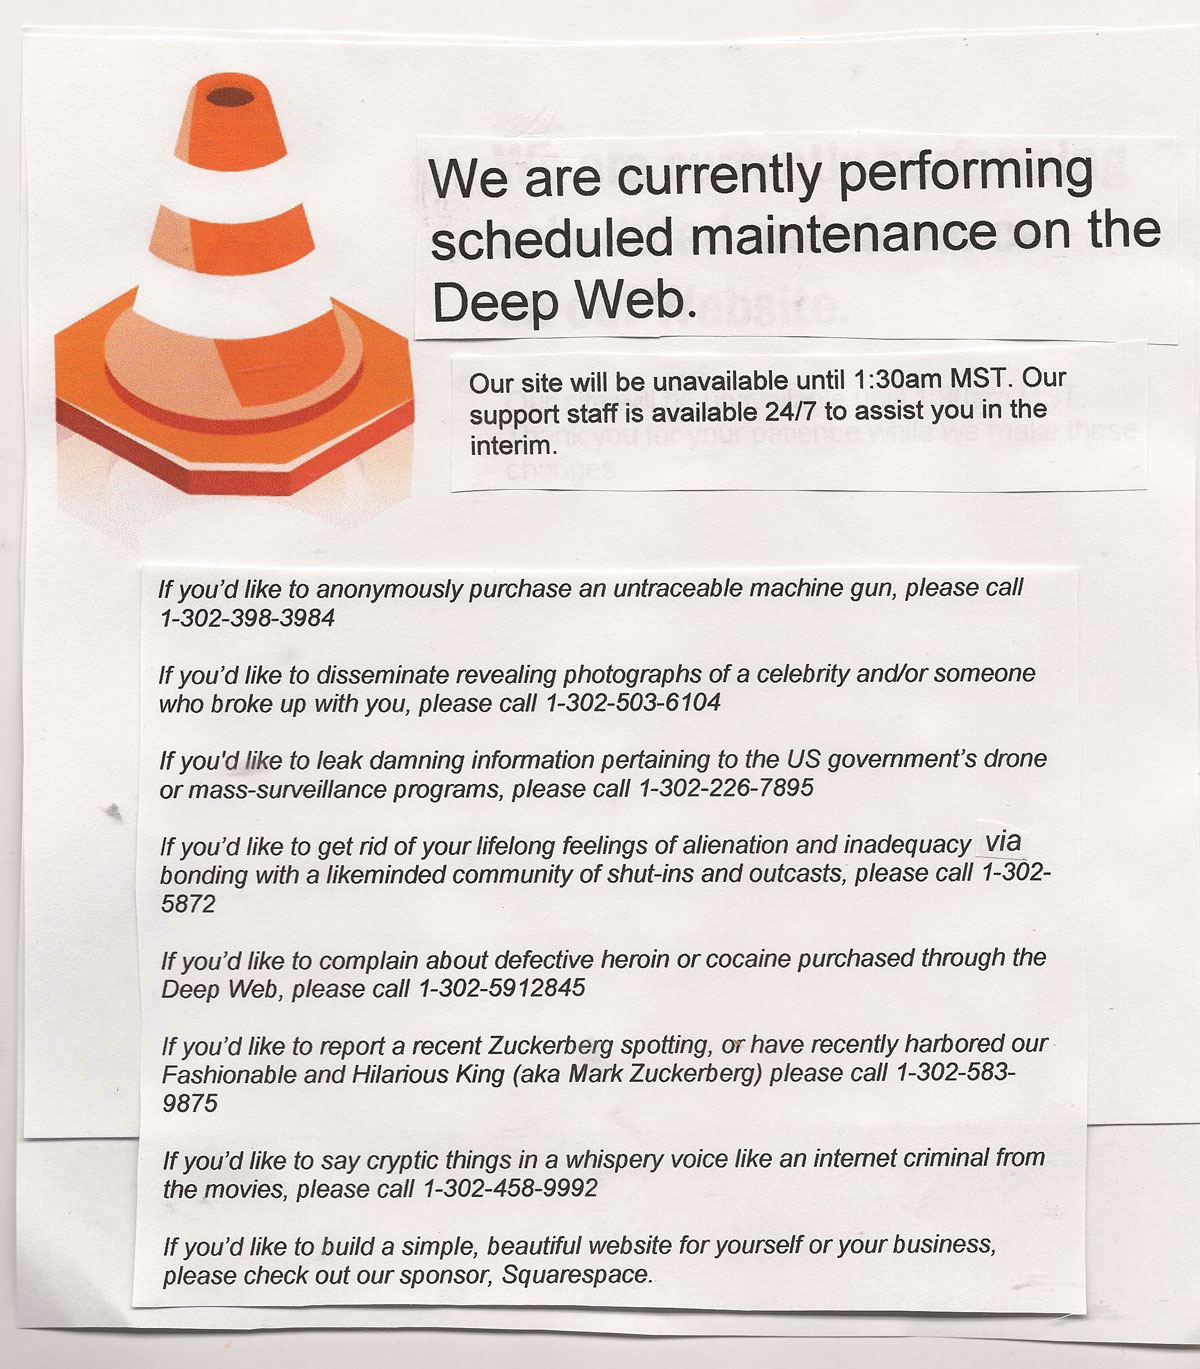 We are currently performing
scheduled maintenance on the
Deep Web.
Our site will be unavailable until 1:30am MST. Our
support staff is available 24/7 to assist you in the
interim.
If you'd like to anonymously purchase an untraceable machine gun, please call
1-302-398-3984
If you'd like to disseminate revealing photographs of a celebrity and/or someone
who broke up with you, please call 1-302-503-6104
If you'd like to leak damning information pertaining to the US government's drone
or mass-surveillance programs, please call 1-302-226-7895
If you'd like to get rid of your lifelong feelings of alienation and inadequacy via
bonding with a likeminded community of shut-ins and outcasts, please call 1-302-
5872
If you'd like to complain about defective heroin or cocaine purchased through the
Deep Web, please call 1-302-5912845
If you'd like to report a recent Zuckerberg spotting, or have recently harbored our
Fashionable and Hilarious King (aka Mark Zuckerberg) please call 1-302-583-
9875
If you'd like to say cryptic things in a whispery voice like an internet criminal from
the movies, please call 1-302-458-9992
If you'd like to build a simple, beautiful website for yourself or your business,
please check out our sponsor, Squarespace.